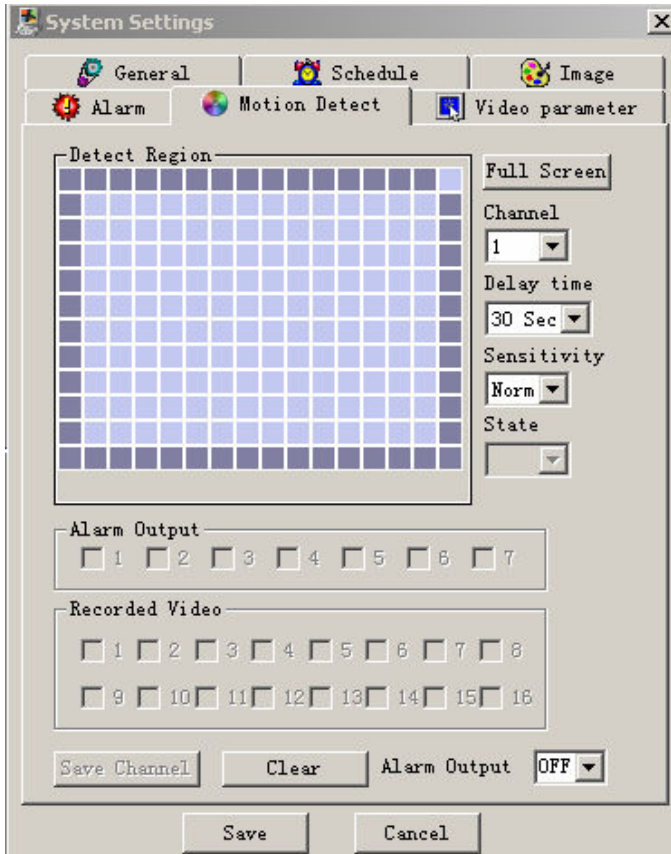 System Settings
General Schedule Image
Alarm Motion Detect Video parameter
Detect Region
Full Screen
Channel
1
Delay time
30 Sec
Sensitivity
Norm
State
Alarm Output
1 2 3 4 5 6 7
Recorded Video
1 2 3 4 5 6 7 8
9 10 11 12 13 14 15 16
Save Channel Clear Alarm Output OFF
Save Cancel